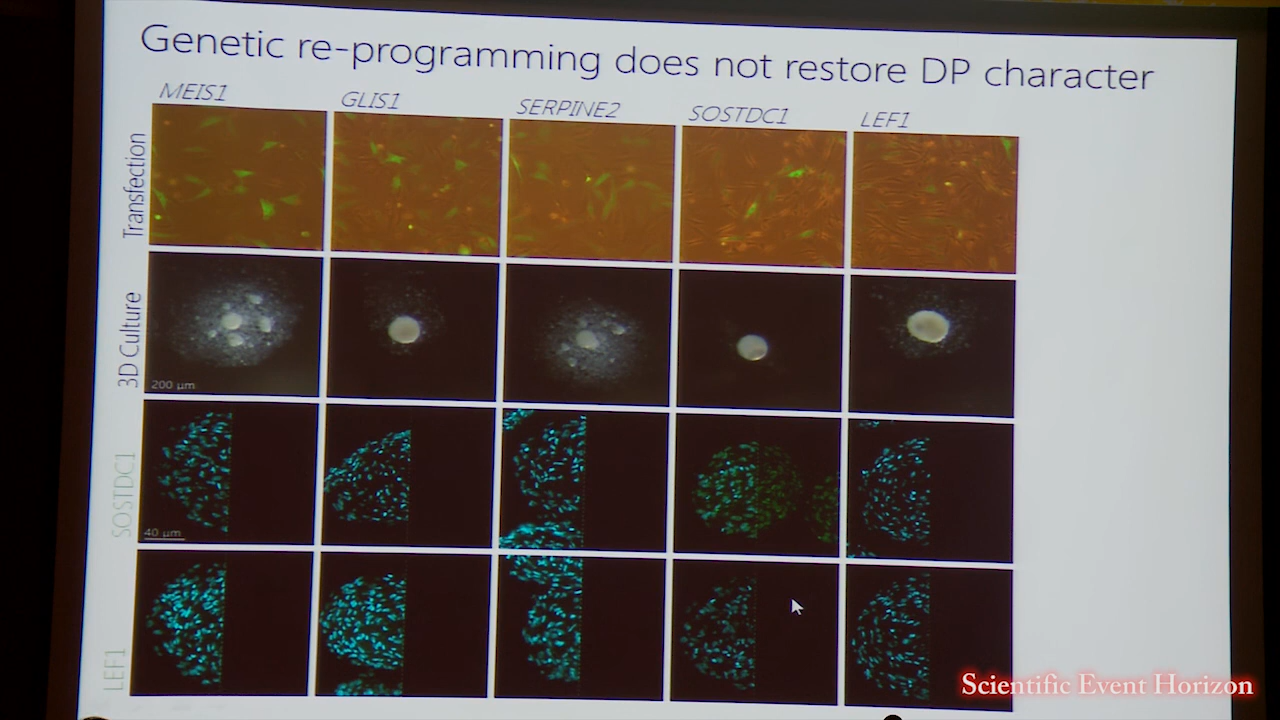 Genetic re-programming does not restore DP character
MEIS1 GLIS1 SERPINE2 SOSTDC1 LEF1
Transfection
3D Culture
200 μm
SOSTDC1
40 μm
LEF1
Scientific Event Horizon